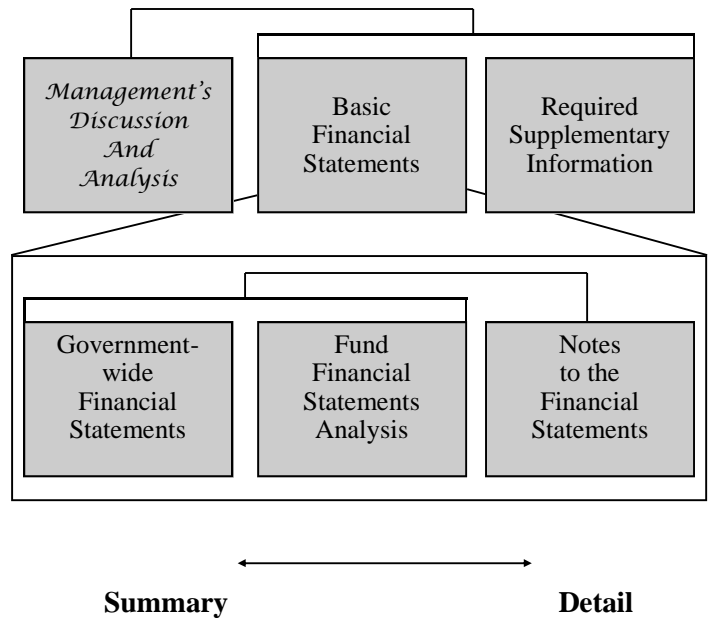 Management's
Discussion
And
Analysis
Basic
Financial
Statements
Required
Supplementary
Information
Government-
wide
Financial
Statements
Fund
Financial
Statements
Analysis
Notes
to the
Financial
Statements
Summary
Detail